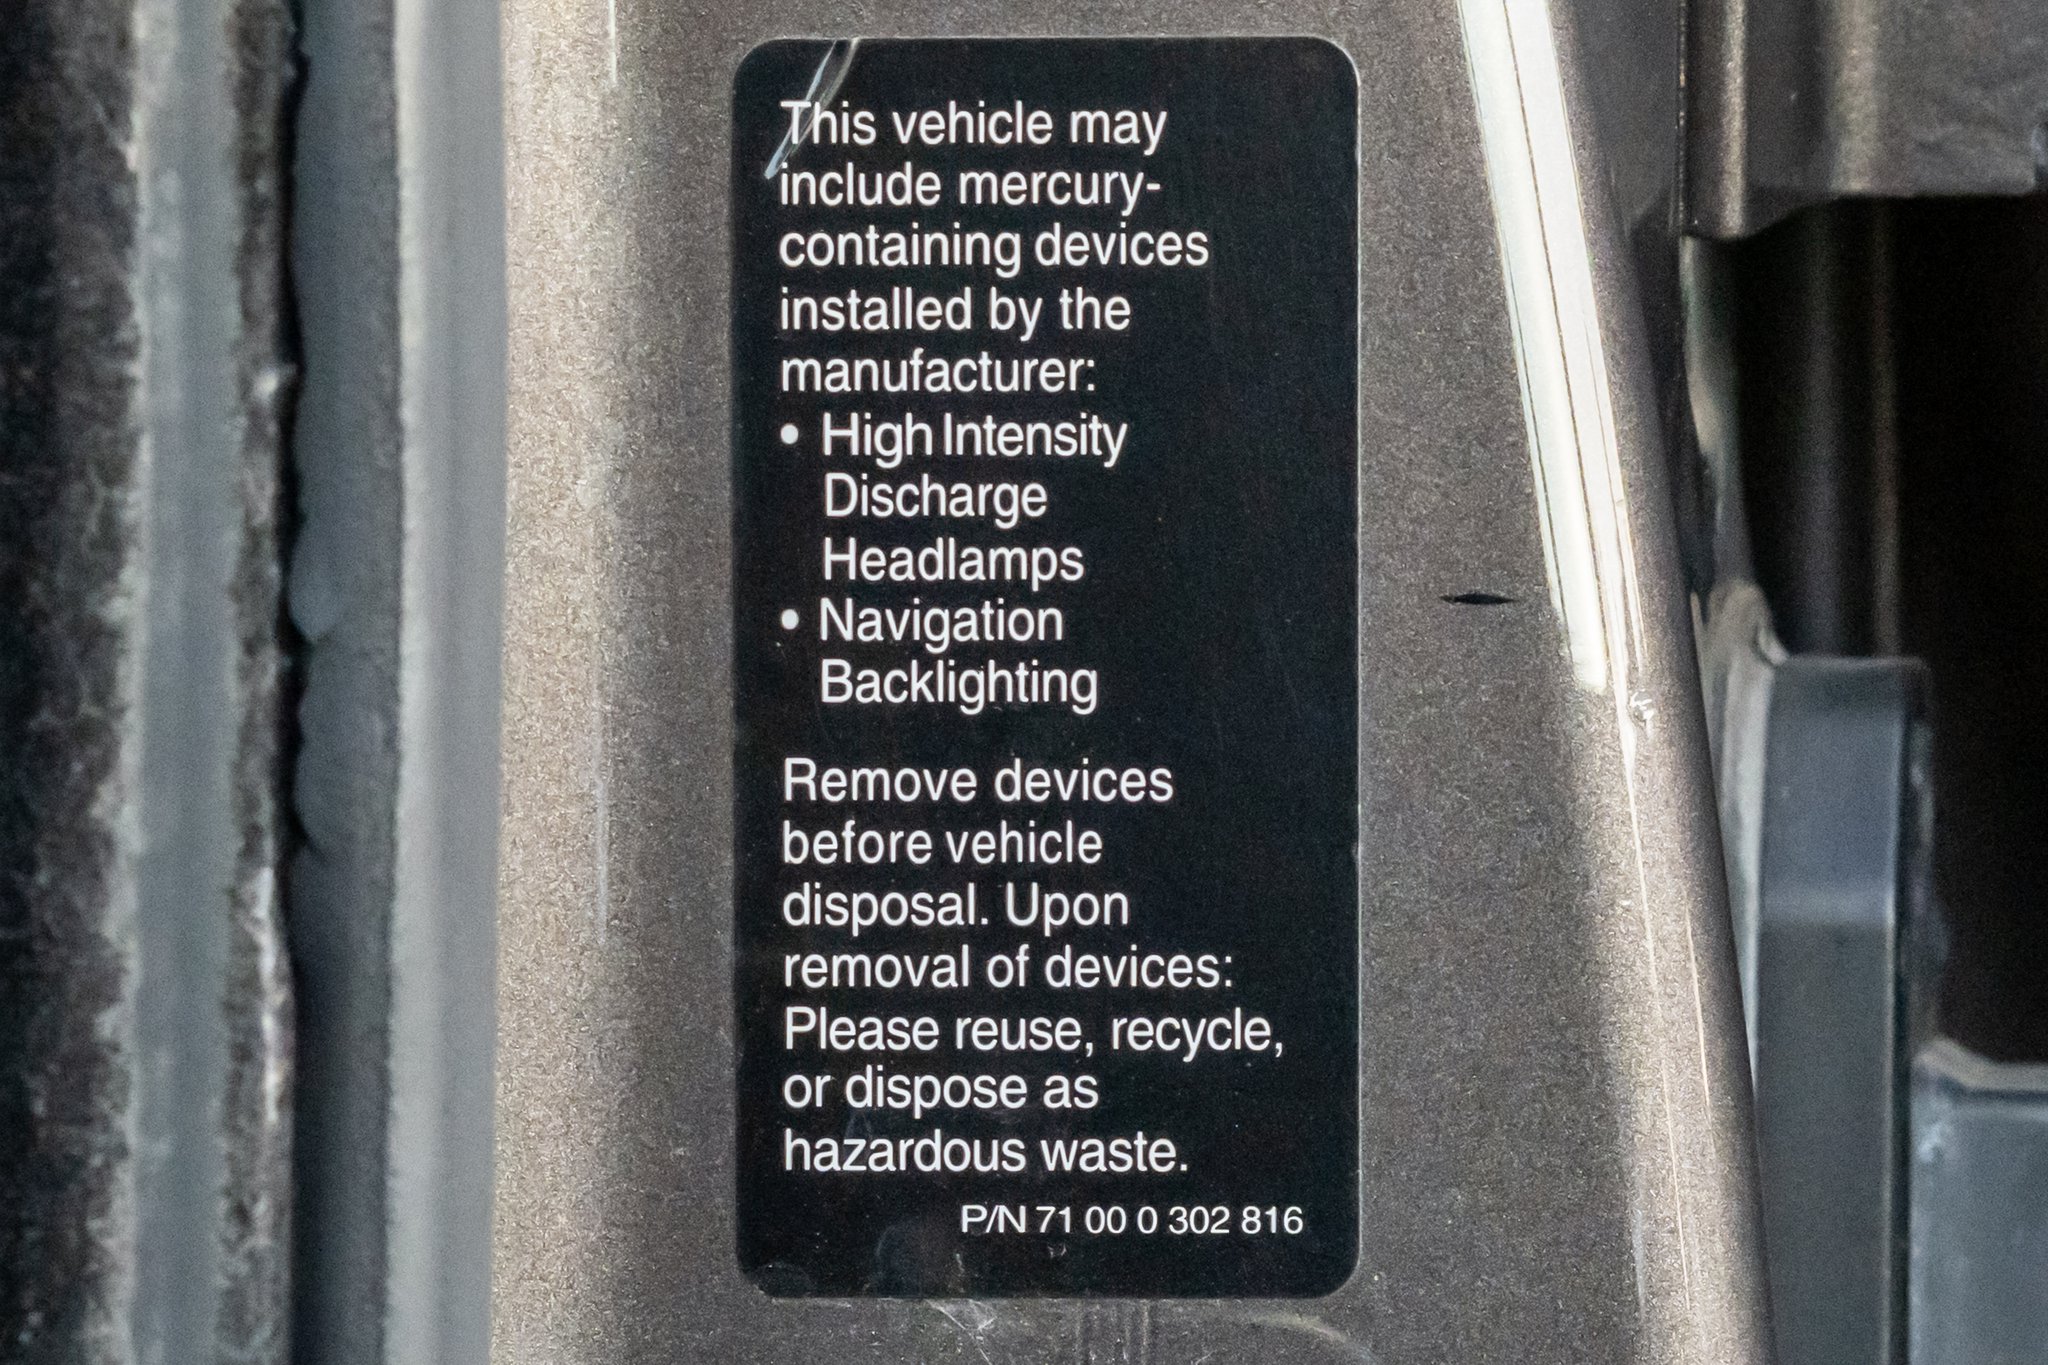 This vehicle may
include mercury-
containing devices
installed by the
manufacturer:
• High Intensity
Discharge
Headlamps
• Navigation
Backlighting
Remove devices
before vehicle
disposal. Upon
removal of devices:
Please reuse, recycle,
or dispose as
hazardous waste.
P/N 71 00 0 302 816